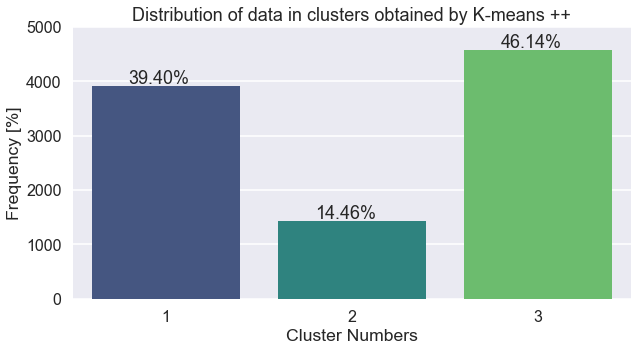 Distribution of data in clusters obtained by K-means ++
5000
4000
3000
2000
1000
0
Frequency [%]
39.40%
14.46%
46.14%
1 2 3
Cluster Numbers